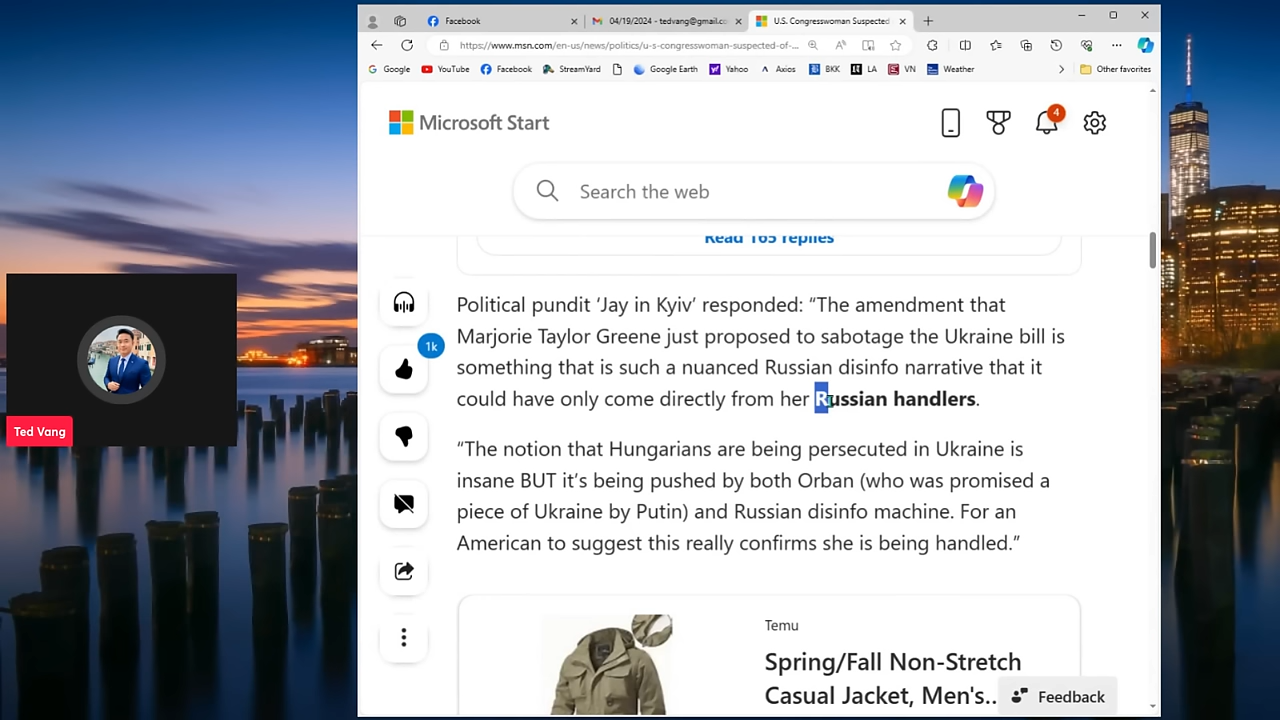 Facebook
04/19/2024 - tedvang@gmail.co
U.S. Congresswoman Suspected
https://www.msn.com/en-us/news/politics/u-s-congresswoman-suspected-of-...
Google
YouTube
Facebook
StreamYard
Google Earth
Yahoo
Axios
BKK
LA
VN
Weather
Other favorites
Microsoft Start
4
Search the web
Read 165 replies
Political pundit ‘Jay in Kyiv’ responded: “The amendment that
Marjorie Taylor Greene just proposed to sabotage the Ukraine bill is
something that is such a nuanced Russian disinfo narrative that it
could have only come directly from her Russian handlers.
1k
“The notion that Hungarians are being persecuted in Ukraine is
insane BUT it’s being pushed by both Orban (who was promised a
piece of Ukraine by Putin) and Russian disinfo machine. For an
American to suggest this really confirms she is being handled.”
Temu
Spring/Fall Non-Stretch
Casual Jacket, Men's...
Feedback
Ted Vang